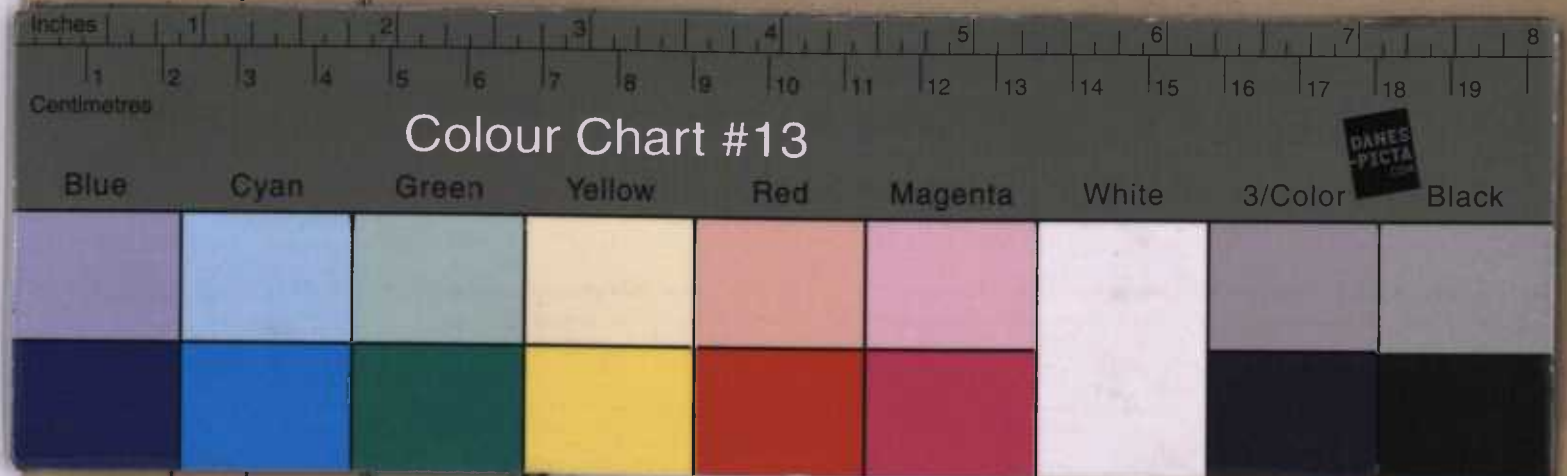 Inches 1 2 3 4 5 6 7 8
1 2 3 4 5 6 7 8 9 10 11 12 13 14 15 16 17 18 19
Centimetres
Colour Chart #13
DANES
-PICTA
.COM
Blue Cyan Green Yellow Red Magenta White 3/Color Black